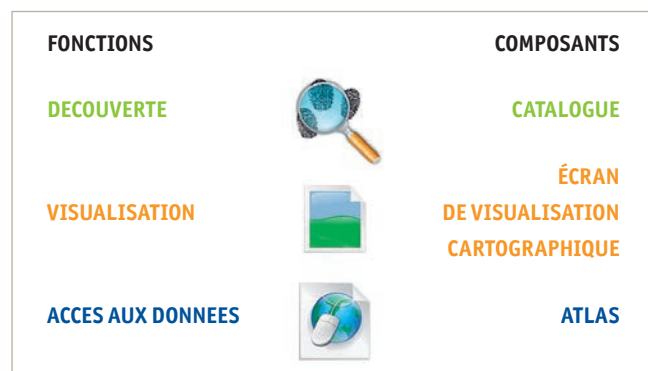 FONCTIONS
COMPOSANTS
DECOUVERTE
CATALOGUE
VISUALISATION
ÉCRAN
DE VISUALISATION
CARTOGRAPHIQUE
ACCES AUX DONNEES
ATLAS